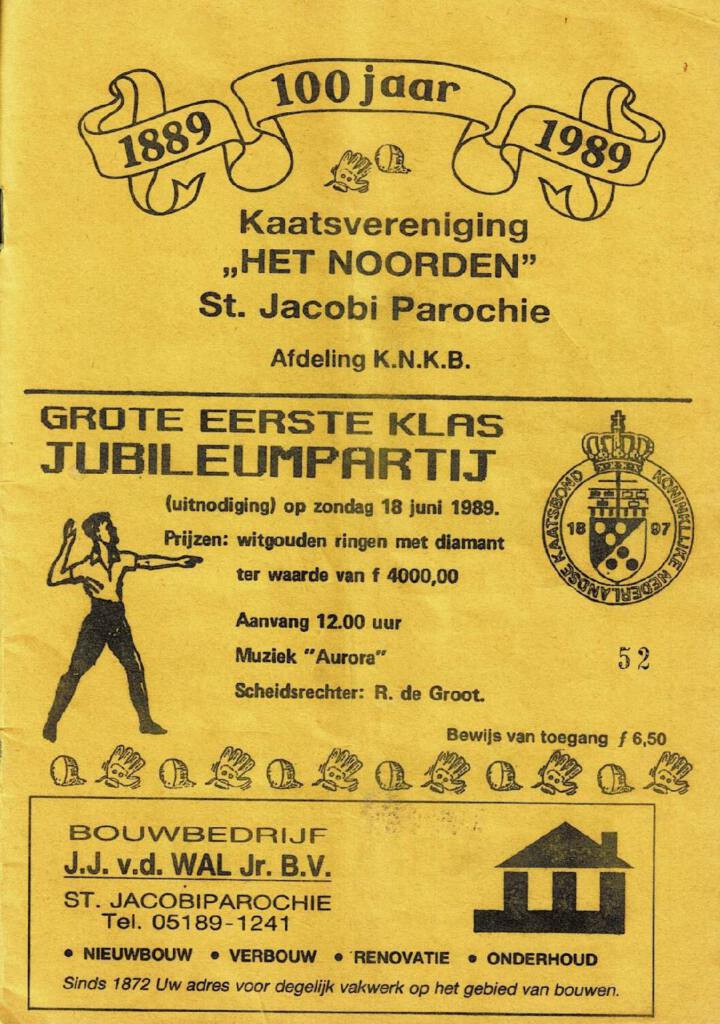 1889
100 jaar
1989
Kaatsvereniging
„HET NOORDEN”
St. Jacobi Parochie
Afdeling K.N.K.B.
GROTE EERSTE KLAS
JUBILEUMPARTIJ
(uitnodiging) op zondag 18 juni 1989.
Prijzen: witgouden ringen met diamant
ter waarde van f 4000,00
Aanvang 12.00 uur
Muziek "Aurora"
Scheidsrechter: R. de Groot.
KONINKLIJKE NEDERLANDSE KAATSBOND
18 97
52
Bewijs van toegang f 6,50
BOUWBEDRIJF
J.J. v.d. WAL Jr. B.V.
ST. JACOBIPAROCHIE
Tel. 05189-1241
• NIEUWBOUW • VERBOUW • RENOVATIE • ONDERHOUD
Sinds 1872 Uw adres voor degelijk vakwerk op het gebied van bouwen.